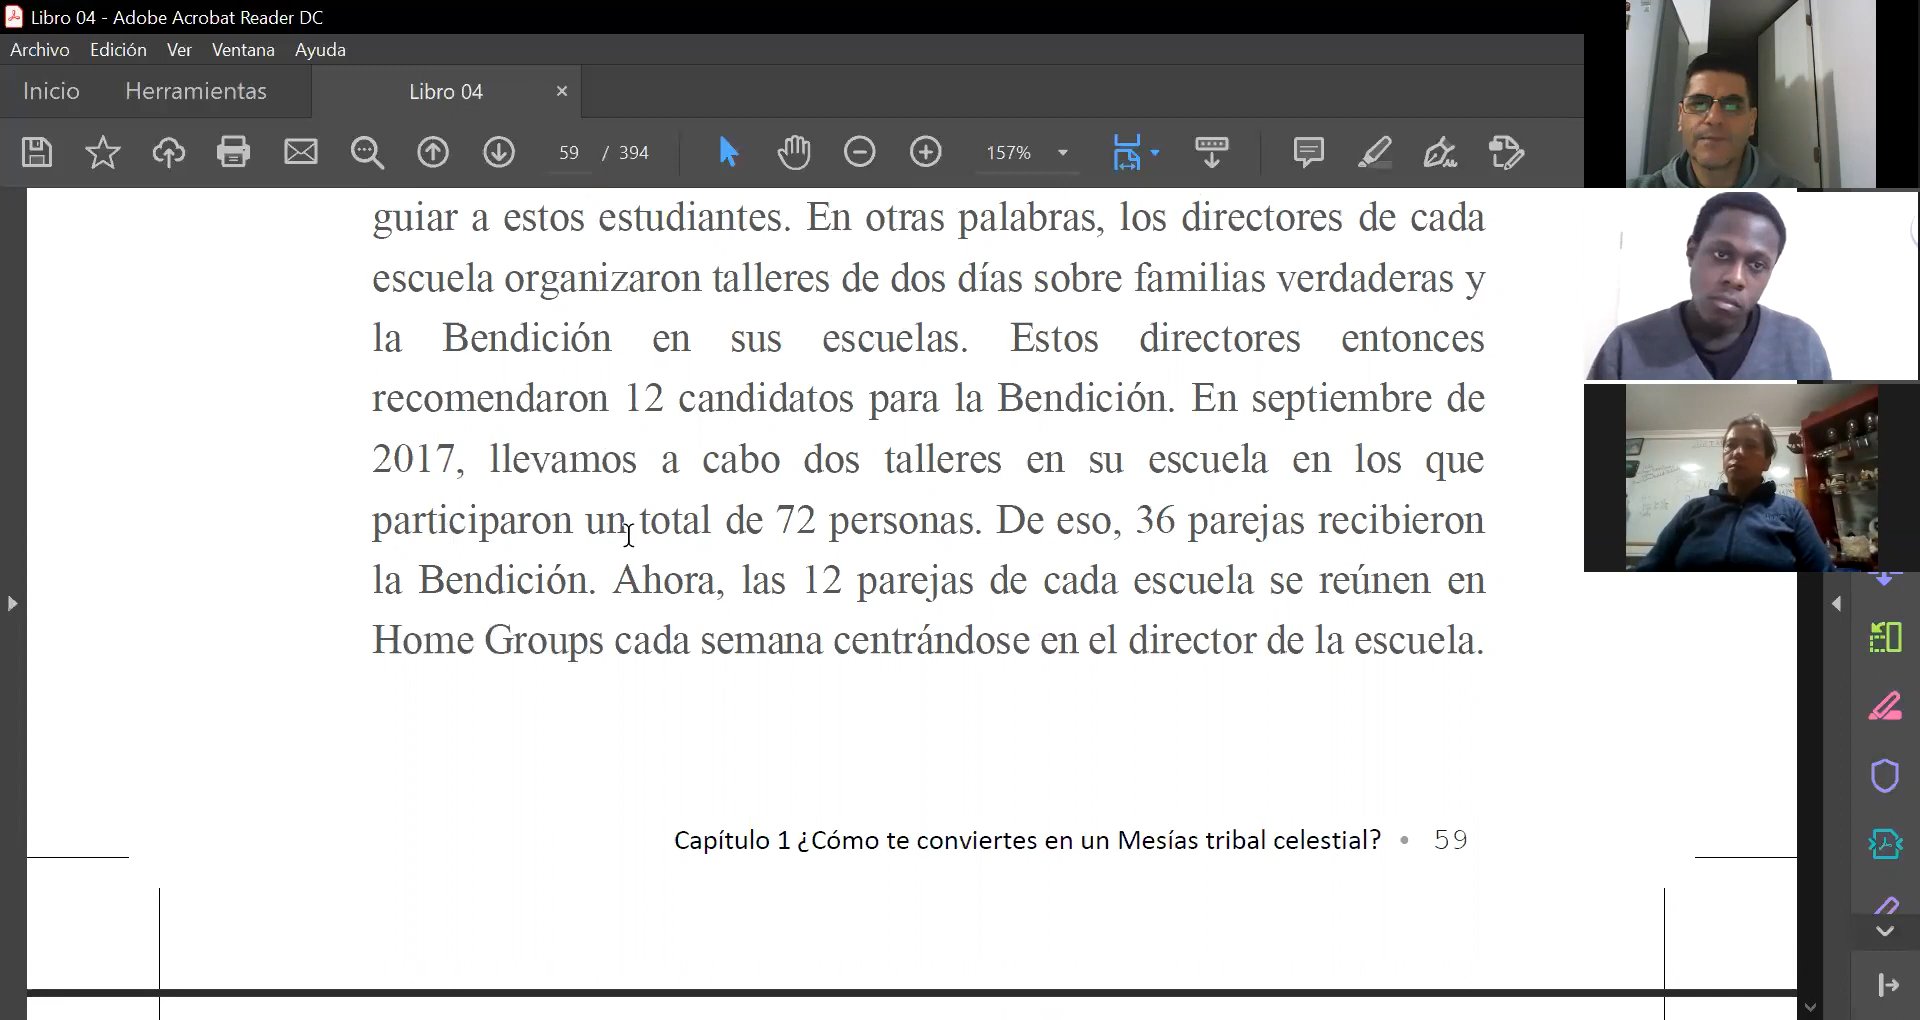 Libro 04 - Adobe Acrobat Reader DC
Archivo Edición Ver Ventana Ayuda
Inicio Herramientas Libro 04
59 / 394 157%
guiar a estos estudiantes. En otras palabras, los directores de cada
escuela organizaron talleres de dos días sobre familias verdaderas y
la Bendición en sus escuelas. Estos directores entonces
recomendaron 12 candidatos para la Bendición. En septiembre de
2017, llevamos a cabo dos talleres en su escuela en los que
participaron un total de 72 personas. De eso, 36 parejas recibieron
la Bendición. Ahora, las 12 parejas de cada escuela se reúnen en
Home Groups cada semana centrándose en el director de la escuela.
Capítulo 1 ¿Cómo te conviertes en un Mesías tribal celestial? • 59